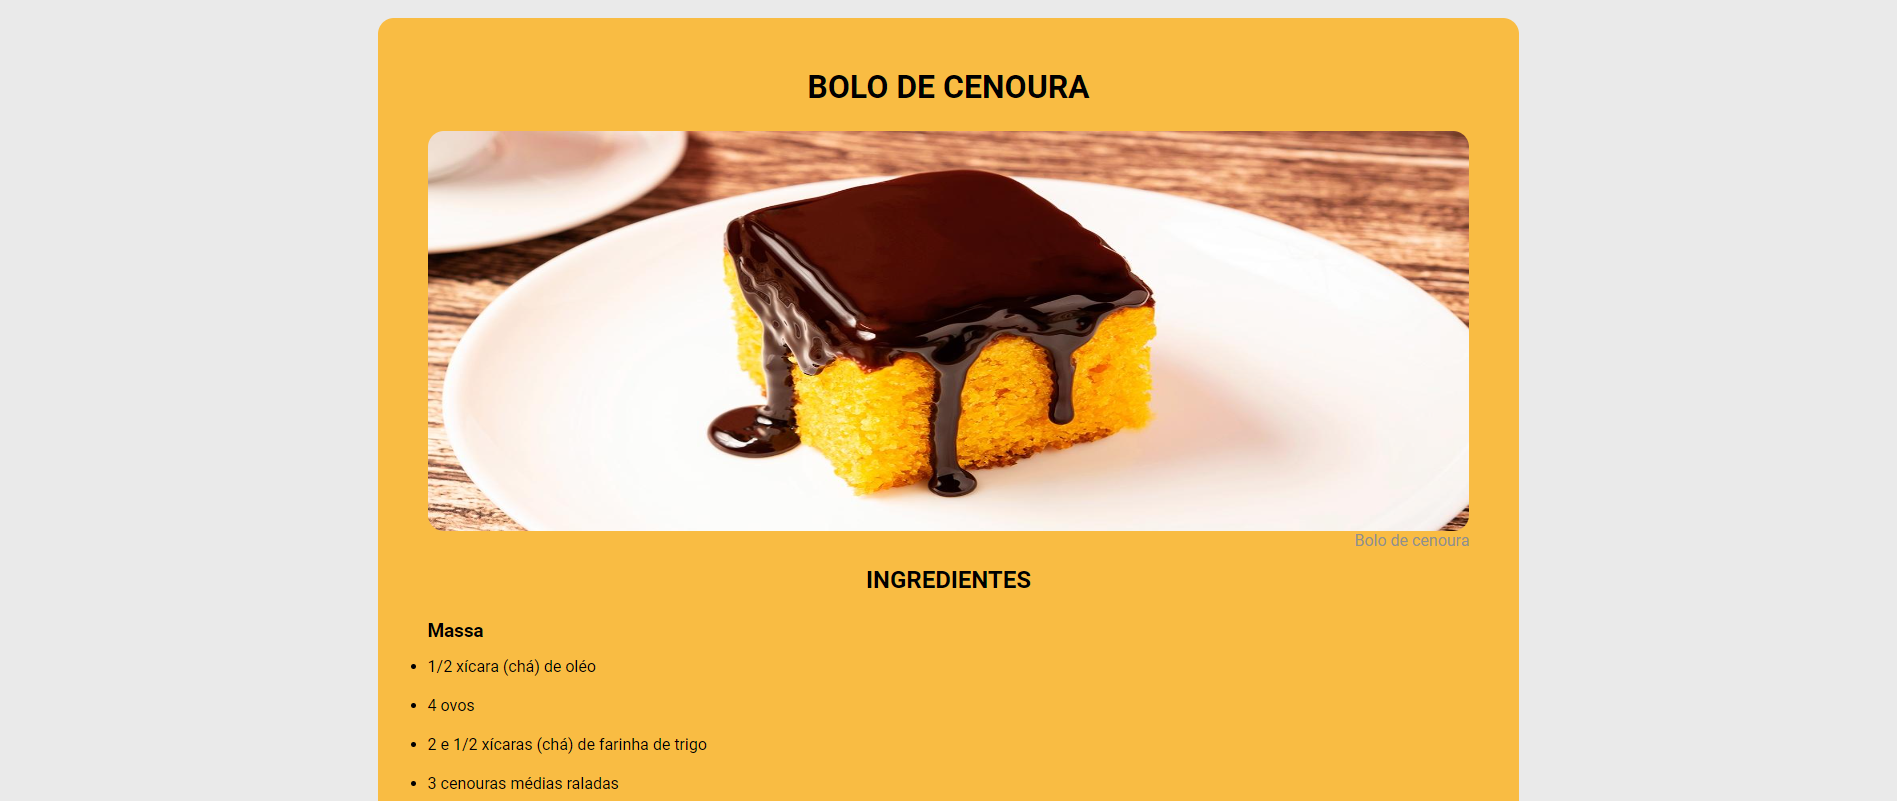 BOLO DE CENOURA
Bolo de cenoura
INGREDIENTES
Massa
1/2 xícara (chá) de oléo
4 ovos
2 e 1/2 xícaras (chá) de farinha de trigo
3 cenouras médias raladas